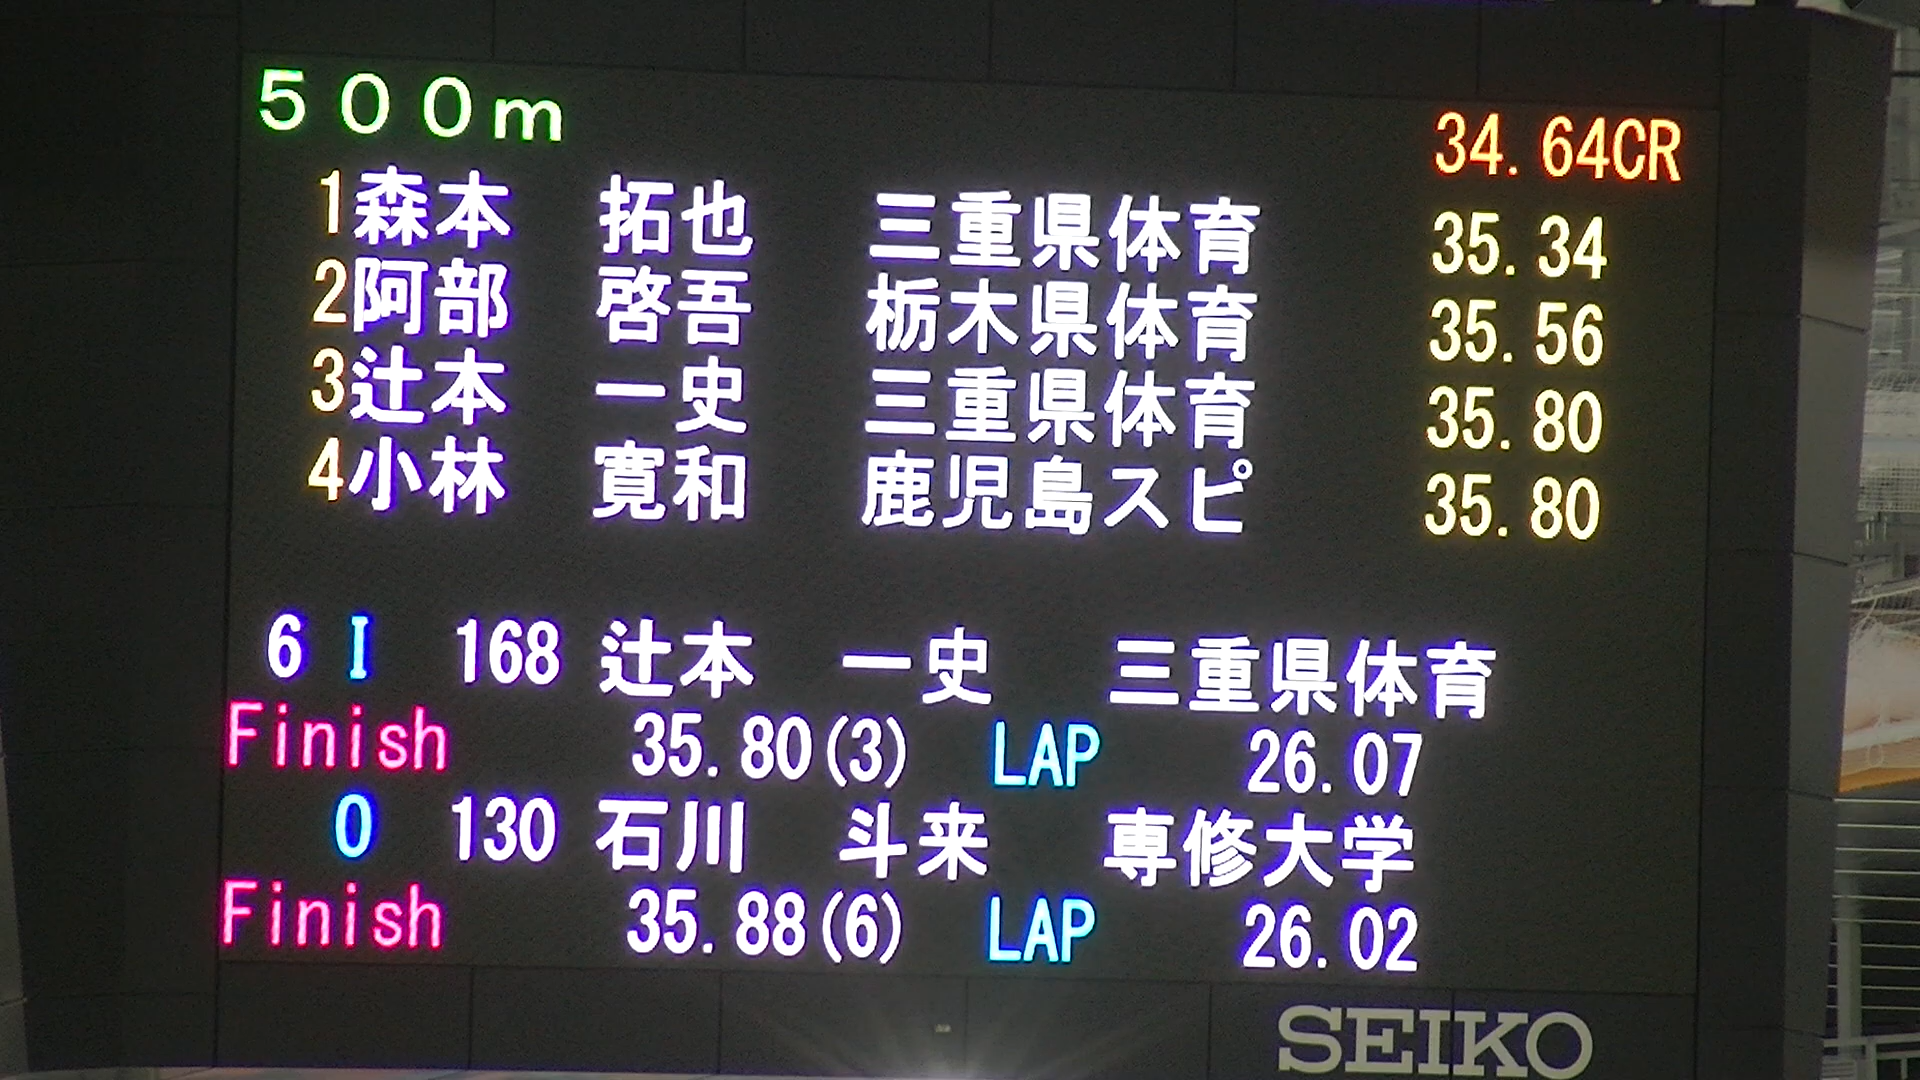 ５００ｍ 34.64CR
1森本 拓也 三重県体育 35.34
2阿部 啓吾 栃木県体育 35.56
3辻本 一史 三重県体育 35.80
4小林 寛和 鹿児島スピ 35.80
6 I 168 辻本 一史 三重県体育
Finish 35.80(3) LAP 26.07
O 130 石川 斗来 専修大学
Finish 35.88(6) LAP 26.02
SEIKO